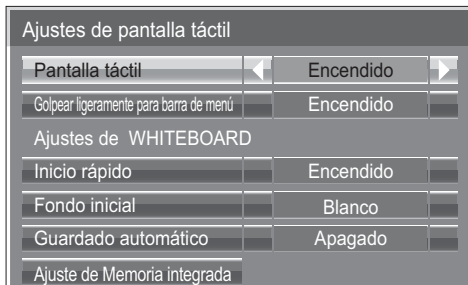 Ajustes de pantalla táctil
Pantalla táctil Encendido
Golpear ligeramente para barra de menú Encendido
Ajustes de WHITEBOARD
Inicio rápido Encendido
Fondo inicial Blanco
Guardado automático Apagado
Ajuste de Memoria integrada